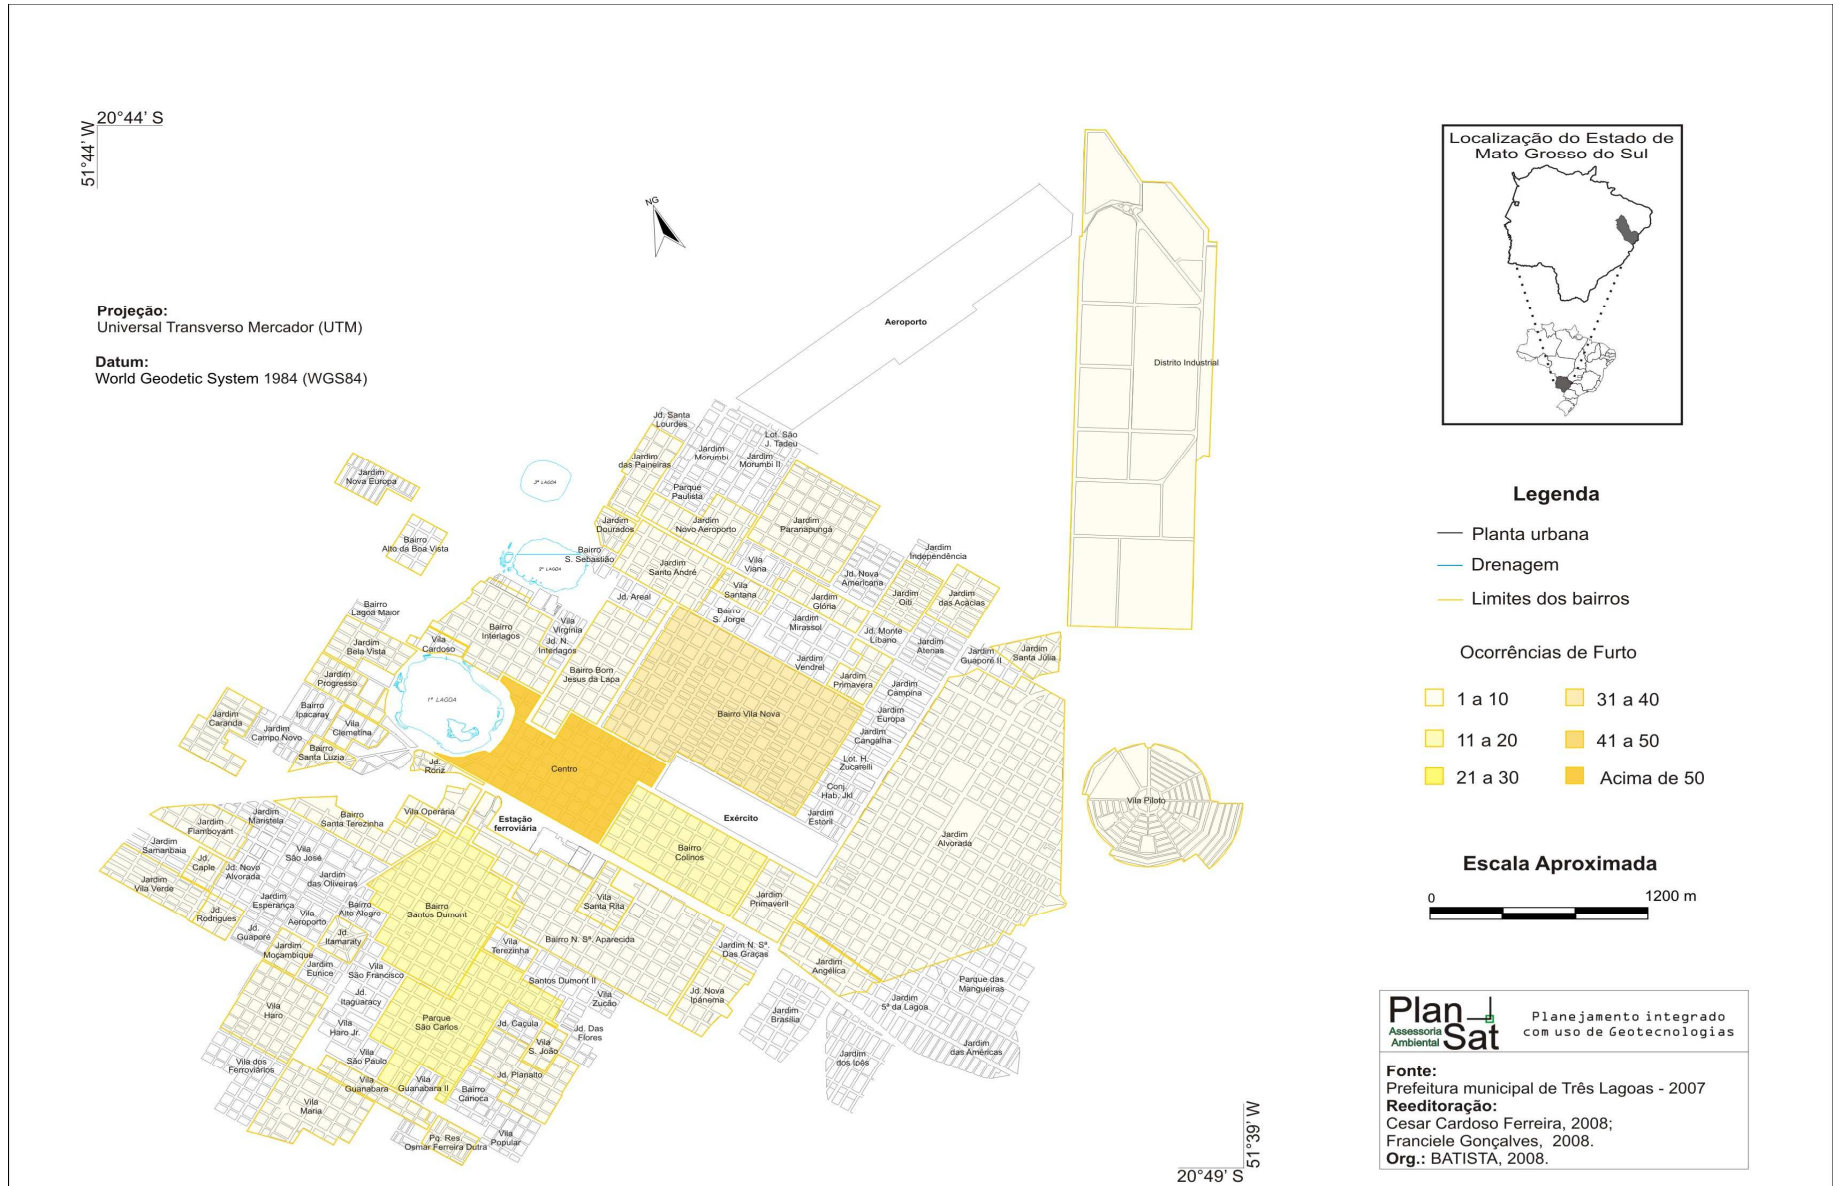 20°44' S
51°44' W
NG
Projeção:
Universal Transverso Mercador (UTM)
Datum:
World Geodetic System 1984 (WGS84)
Localização do Estado de
Mato Grosso do Sul
Aeroporto
Distrito Industrial
Jd. Santa
Lourdes
Lot. São
J. Tadeu
Jardim
Morumbi
Jardim
Morumbi II
Jardim
das Paineiras
Jardim
Nova Europa
3ª LAGOA
Parque
Paulista
Jardim
Dourados
Jardim
Novo Aeroporto
Jardim
Paranapungá
Bairro
Alto da Boa Vista
Bairro
S. Sebastião
2ª LAGOA
Jardim
Santo André
Vila
Viana
Jardim
Independência
Jd. Nova
Americana
Vila
Santana
Jd. Areal
Jardim
Glória
Jardim
Oiti
Jardim
das Acácias
Bairro
Lagoa Maior
Bairro
S. Jorge
Jardim
Mirassol
Vila
Virgínia
Bairro
Interlagos
Jd. Monte
Líbano
Jardim
Atenas
Vila
Cardoso
Jardim
Bela Vista
Jd. N.
Interlagos
Jardim
Guaporé II
Jardim
Santa Júlia
Jardim
Vendrel
Bairro Bom
Jesus da Lapa
Jardim
Progresso
Jardim
Primavera
Jardim
Campina
1ª LAGOA
Bairro
Ipacaray
Jardim
Europa
Bairro Vila Nova
Jardim
Caranda
Jardim
Campo Novo
Vila
Clemetina
Jardim
Cangalha
Bairro
Santa Luzia
Lot. H.
Zucarelli
Jd.
Roriz
Centro
Conj.
Hab. Jkl
Vila Piloto
Jardim
Estoril
Exército
Estação
ferroviária
Vila Operária
Bairro
Santa Terezinha
Jardim
Maristela
Jardim
Flamboyant
Jardim
Alvorada
Jardim
Samanbaia
Vila
São José
Bairro
Colinos
Jd.
Caple
Jd. Novo
Alvorada
Jardim
das Oliveiras
Jardim
Vila Verde
Jardim
Primaveril
Vila
Santa Rita
Jardim
Esperança
Bairro
Alto Alegre
Bairro
Santos Dumont
Jd.
Rodrigues
Vila
Aeroporto
Jd.
Guaporé
Jd.
Itamaraty
Bairro N. Sª. Aparecida
Vila
Terezinha
Jardim
Moçambique
Jardim N. Sª.
Das Graças
Jardim
Angélica
Jardim
Eunice
Vila
São Francisco
Santos Dumont II
Parque das
Mangueiras
Jd.
Itaguaracy
Jd. Nova
Ipânema
Vila
Zucão
Jardim
5ª da Lagoa
Vila
Haro
Jardim
Brasília
Parque
São Carlos
Jd. Caçula
Vila
Haro Jr.
Jd. Das
Flores
Vila
S. João
Jardim
das Américas
Vila
São Paulo
Jardim
dos Ipês
Vila dos
Ferroviários
Jd. Planalto
Vila
Guanabara
Vila
Guanabara II
Bairro
Carioca
Vila
Maria
Pq. Res.
Osmar Ferreira Dutra
Vila
Popular
Legenda
Planta urbana
Drenagem
Limites dos bairros
Ocorrências de Furto
1 a 10
31 a 40
11 a 20
41 a 50
21 a 30
Acima de 50
Escala Aproximada
0
1200 m
Plan
Assessoria
Ambiental
Sat
Planejamento integrado
com uso de Geotecnologias
Fonte:
Prefeitura municipal de Três Lagoas - 2007
Reeditoração:
Cesar Cardoso Ferreira, 2008;
Franciele Gonçalves, 2008.
Org.: BATISTA, 2008.
51°39' W
20°49' S